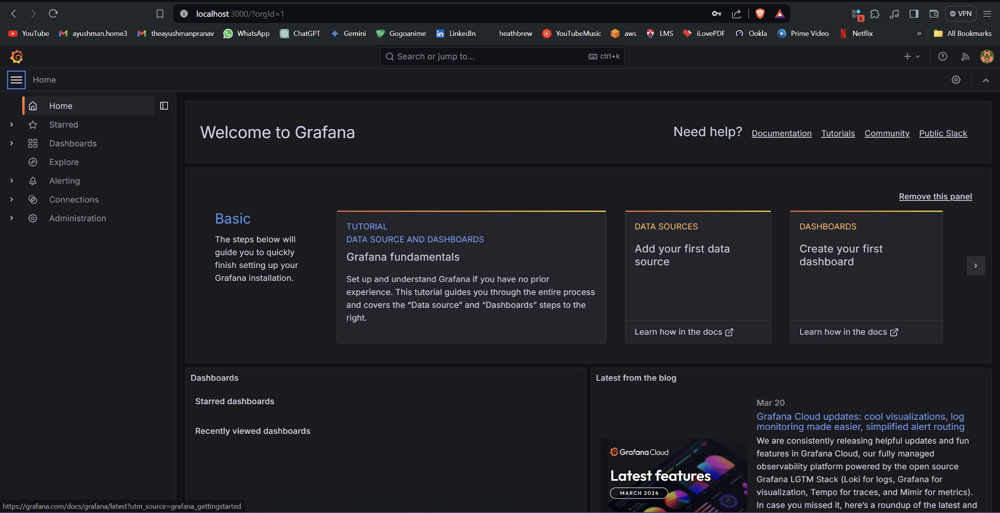 localhost:3000/?orgId=1
8
VPN
YouTube
ayushman.home3
theayushmanpranav
WhatsApp
ChatGPT
Gemini
Gogoanime
LinkedIn
heathbrew
YouTubeMusic
aws
LMS
iLovePDF
Ookla
Prime Video
Netflix
»
All Bookmarks
Search or jump to...
ctrl+k
Home
Home
Starred
Dashboards
Explore
Alerting
Connections
Administration
Welcome to Grafana
Need help?
Documentation
Tutorials
Community
Public Slack
Remove this panel
Basic
The steps below will
guide you to quickly
finish setting up your
Grafana installation.
TUTORIAL
DATA SOURCE AND DASHBOARDS
Grafana fundamentals
Set up and understand Grafana if you have no prior
experience. This tutorial guides you through the entire process
and covers the “Data source” and “Dashboards” steps to the
right.
DATA SOURCES
Add your first data
source
Learn how in the docs
DASHBOARDS
Create your first
dashboard
Learn how in the docs
Dashboards
Starred dashboards
Recently viewed dashboards
Latest from the blog
Grafana Cloud
Latest features
MARCH 2024
Mar 20
Grafana Cloud updates: cool visualizations, log
monitoring made easier, simplified alert routing
We are consistently releasing helpful updates and fun
features in Grafana Cloud, our fully managed
observability platform powered by the open source
Grafana LGTM Stack (Loki for logs, Grafana for
visualization, Tempo for traces, and Mimir for metrics).
In case you missed it, here’s a roundup of the latest and
https://grafana.com/docs/grafana/latest?utm_source=grafana_gettingstarted